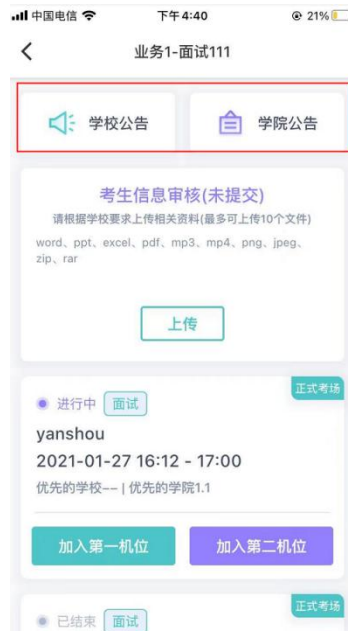 中国电信 下午4:40 21%
业务1-面试111
学校公告 学院公告
考生信息审核(未提交)
请根据学校要求上传相关资料(最多可上传10个文件)
word、ppt、excel、pdf、mp3、mp4、png、jpeg、
zip、rar
上传
正式考场
进行中 面试
yanshou
2021-01-27 16:12 - 17:00
优先的学校—— | 优先的学院1.1
加入第一机位 加入第二机位
正式考场
已结束 面试